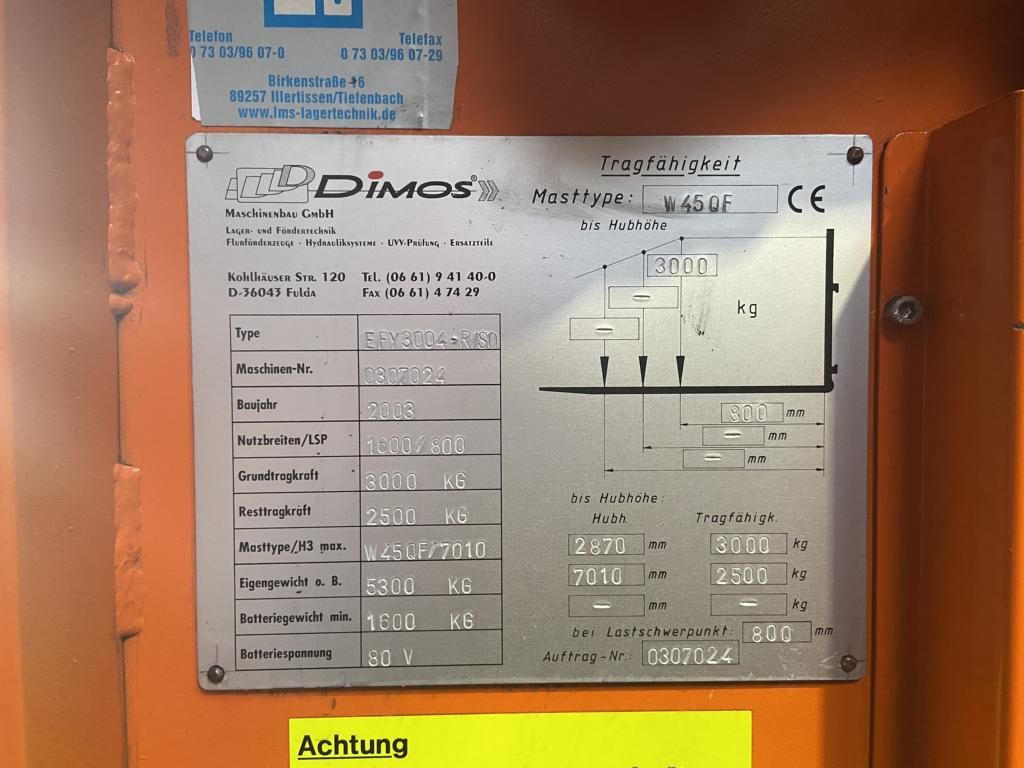 Telefon Telefax
0 73 03/96 07-0 0 73 03/96 07-29
89257 Illertissen/Tiefenbach
www.lms-lagertechnik.de
DiMOS®
Maschinenbau GmbH
Lager- und Fördertechnik
Flurförderzeuge · Hydrauliksysteme · UVV-Prüfung · Ersatzteile
Kohlhäuser Str. 120 Tel. (06 61) 9 41 40-0
D-36043 Fulda Fax (06 61) 4 74 29
Type
Maschinen-Nr. 0307024
Baujahr 2003
Nutzbreiten/LSP 1600/800
Grundtragkraft 3000 KG
Resttragkraft 2500 KG
Masttype/H3 max. W45QF/7010
Eigengewicht o. B. 5300 KG
Batteriegewicht min. 1600 KG
Batteriespannung 80 V
Tragfähigkeit
Masttype: W45QF CE
bis Hubhöhe
3000
–
–
kg
800 mm
– mm
– mm
bis Hubhöhe:
Hubh. Tragfähigk.
2870 mm 3000 kg
7010 mm 2500 kg
– mm – kg
bei Lastschwerpunkt: 800 mm
Auftrag-Nr.: 0307024
Achtung